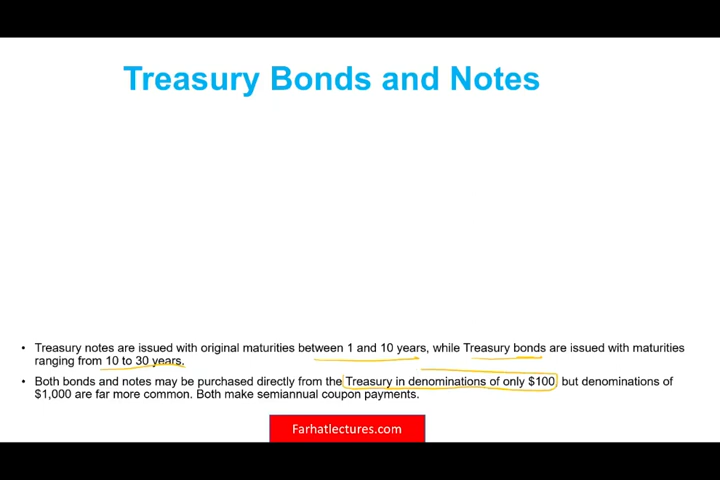 Treasury Bonds and Notes
• Treasury notes are issued with original maturities between 1 and 10 years, while Treasury bonds are issued with maturities
ranging from 10 to 30 years.
• Both bonds and notes may be purchased directly from the Treasury in denominations of only $100 but denominations of
$1,000 are far more common. Both make semiannual coupon payments.
Farhatlectures.com